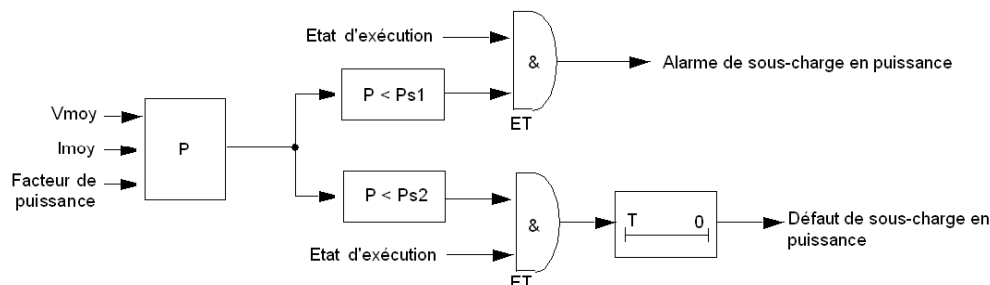 Etat d'exécution
&
Alarme de sous-charge en puissance
P < Ps1
ET
Vmoy
Imoy
Facteur de
puissance
P
P < Ps2
&
T 0
Défaut de sous-charge en
puissance
Etat d'exécution
ET